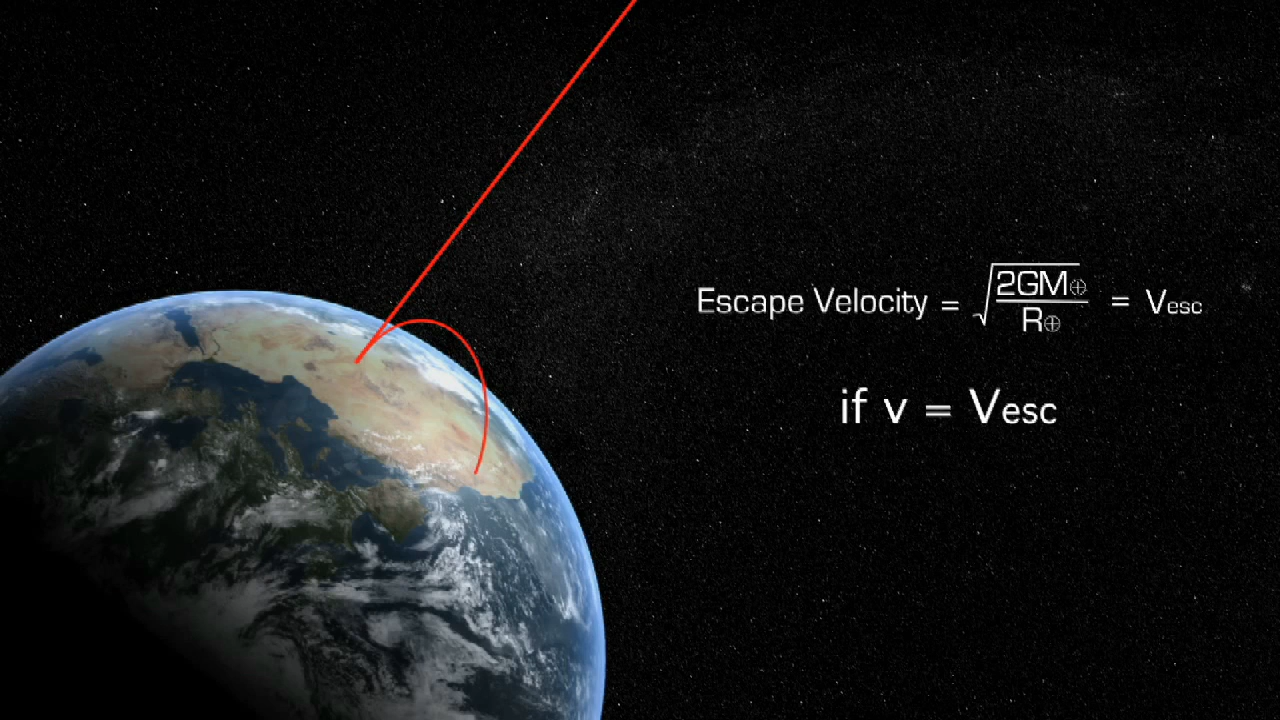 Escape Velocity = √(2GM⊕/R⊕) = Vesc
if v = Vesc